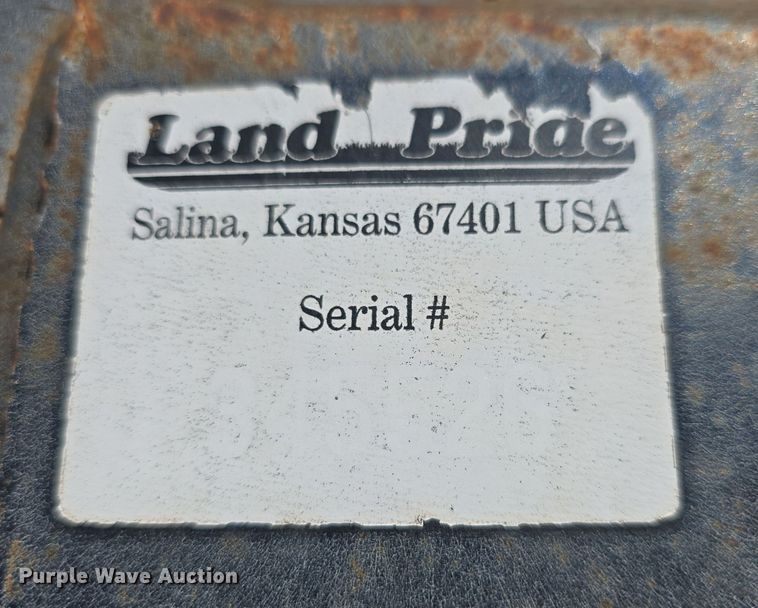 Land Pride
Salina, Kansas 67401 USA
Serial #
Purple Wave Auction